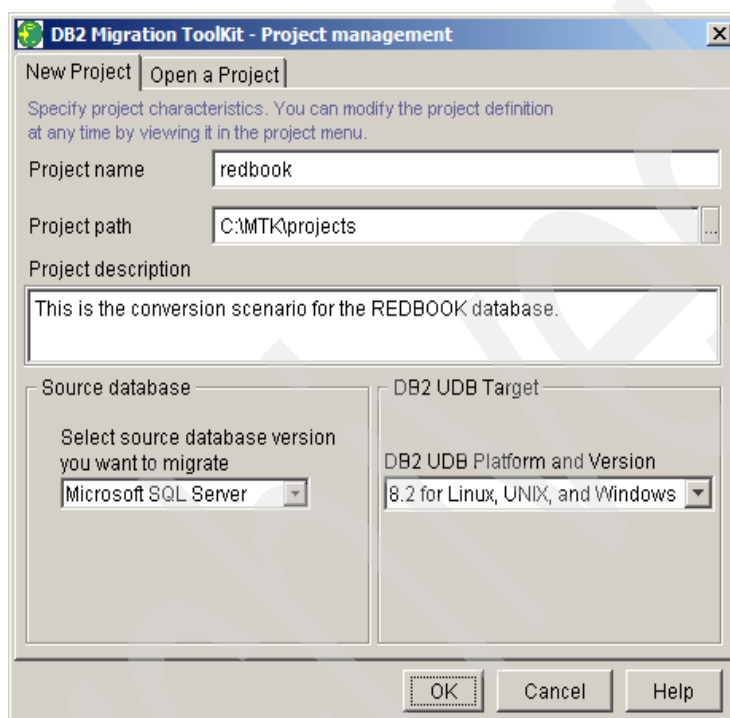 DB2 Migration ToolKit - Project management
New Project
Open a Project
Specify project characteristics. You can modify the project definition
at any time by viewing it in the project menu.
Project name
redbook
Project path
C:\MTK\projects
...
Project description
This is the conversion scenario for the REDBOOK database.
Source database
Select source database version
you want to migrate
Microsoft SQL Server
DB2 UDB Target
DB2 UDB Platform and Version
8.2 for Linux, UNIX, and Windows
OK
Cancel
Help